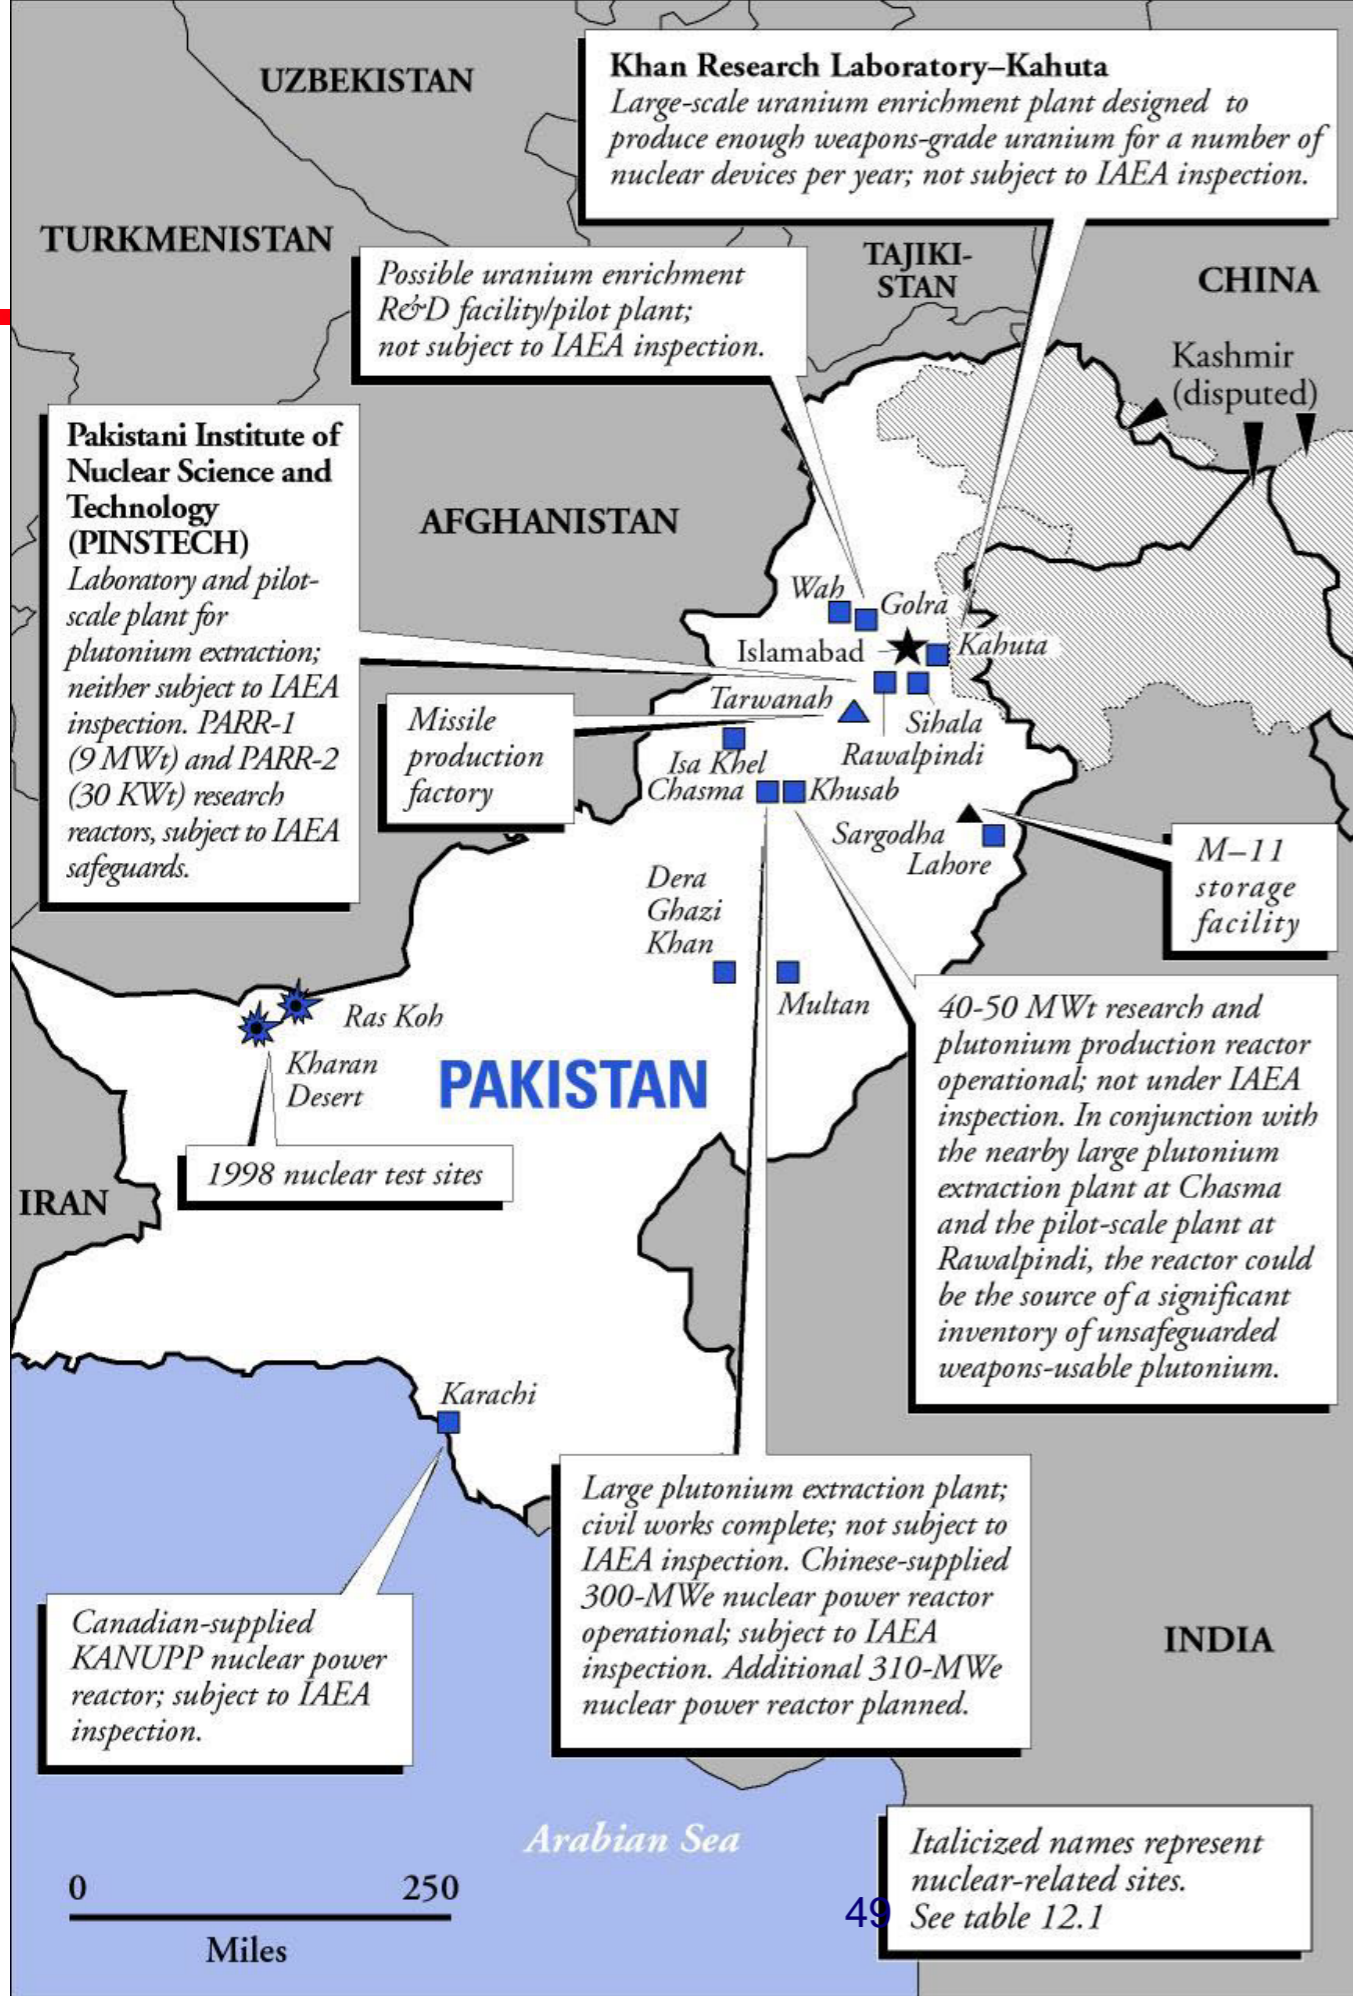 UZBEKISTAN
Khan Research Laboratory–Kahuta
Large-scale uranium enrichment plant designed to
produce enough weapons-grade uranium for a number of
nuclear devices per year; not subject to IAEA inspection.
TURKMENISTAN
TAJIKI-
STAN
CHINA
Possible uranium enrichment
R&D facility/pilot plant;
not subject to IAEA inspection.
Kashmir
(disputed)
Pakistani Institute of
Nuclear Science and
Technology
(PINSTECH)
Laboratory and pilot-
scale plant for
plutonium extraction;
neither subject to IAEA
inspection. PARR-1
(9 MWt) and PARR-2
(30 KWt) research
reactors, subject to IAEA
safeguards.
AFGHANISTAN
Wah
Golra
Islamabad
Kahuta
Tarwanah
Sihala
Rawalpindi
Missile
production
factory
Isa Khel
Chasma
Khusab
Sargodha
Lahore
M–11
storage
facility
Dera
Ghazi
Khan
Multan
Ras Koh
Kharan
Desert
PAKISTAN
1998 nuclear test sites
IRAN
40-50 MWt research and
plutonium production reactor
operational; not under IAEA
inspection. In conjunction with
the nearby large plutonium
extraction plant at Chasma
and the pilot-scale plant at
Rawalpindi, the reactor could
be the source of a significant
inventory of unsafeguarded
weapons-usable plutonium.
Karachi
Large plutonium extraction plant;
civil works complete; not subject to
IAEA inspection. Chinese-supplied
300-MWe nuclear power reactor
operational; subject to IAEA
inspection. Additional 310-MWe
nuclear power reactor planned.
Canadian-supplied
KANUPP nuclear power
reactor; subject to IAEA
inspection.
INDIA
Arabian Sea
0 250
Miles
49
Italicized names represent
nuclear-related sites.
See table 12.1